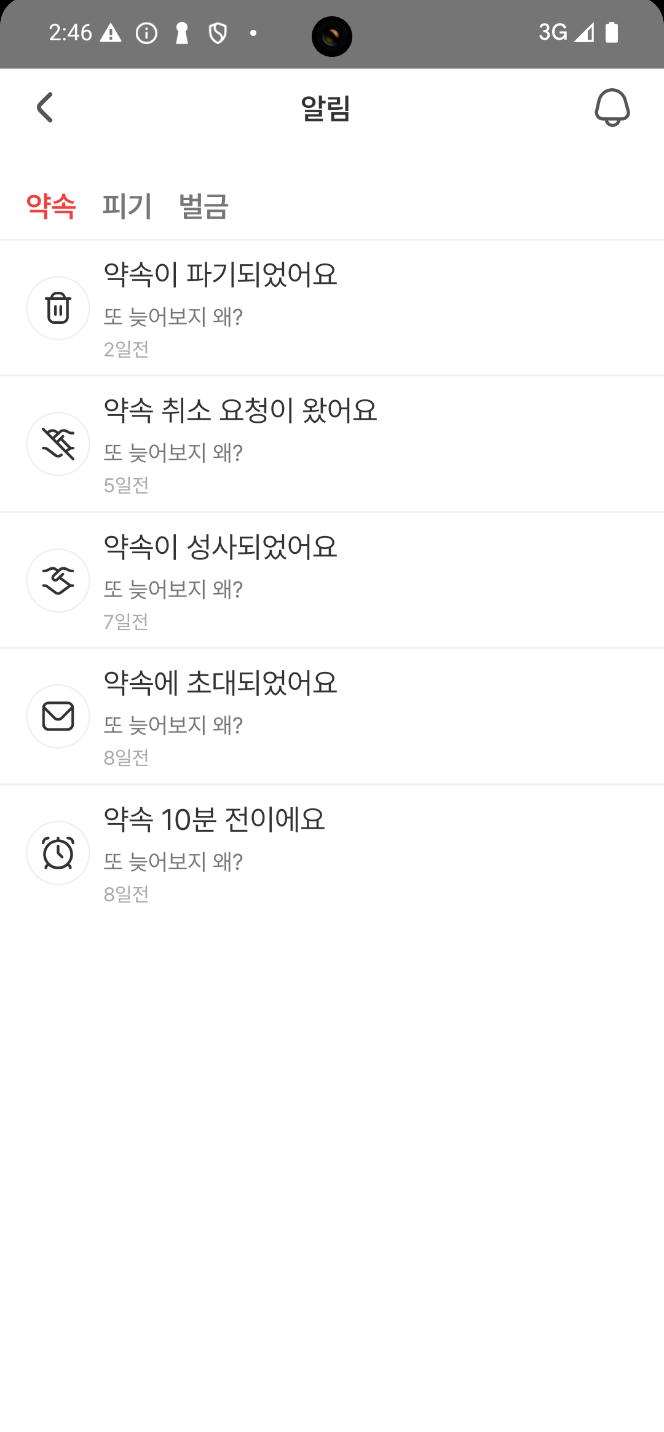 2:46
3G
알림
약속 피기 벌금
약속이 파기되었어요
또 늦어보지 왜?
2일전
약속 취소 요청이 왔어요
또 늦어보지 왜?
5일전
약속이 성사되었어요
또 늦어보지 왜?
7일전
약속에 초대되었어요
또 늦어보지 왜?
8일전
약속 10분 전이에요
또 늦어보지 왜?
8일전